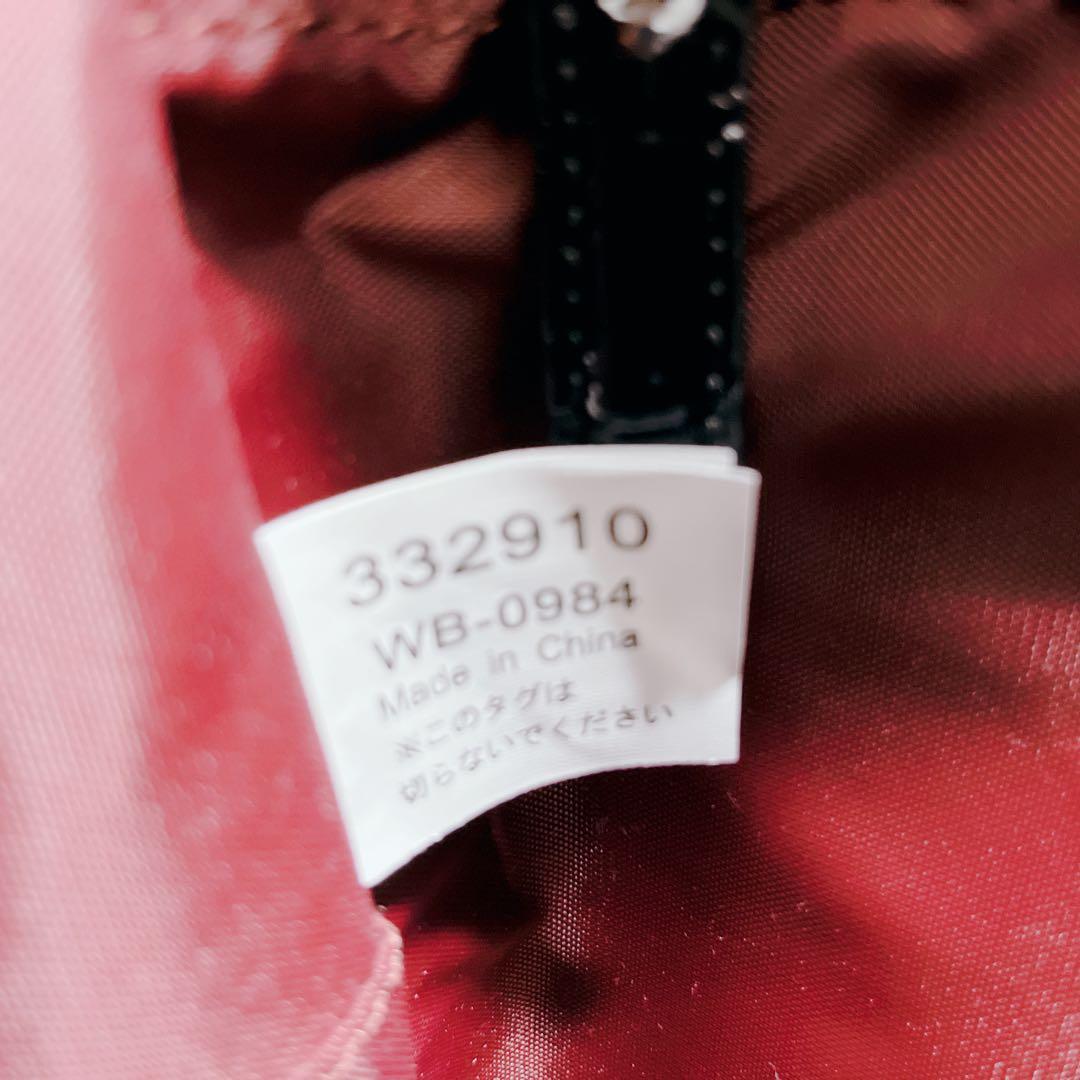 332910
WB-0984
Made in China
※このタグは
切らないでください